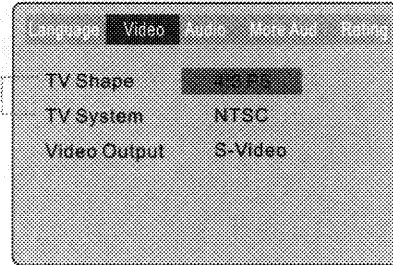 Language Video Audio More Aud Rating
TV Shape 4:3 PS
TV System NTSC
Video Output S-Video